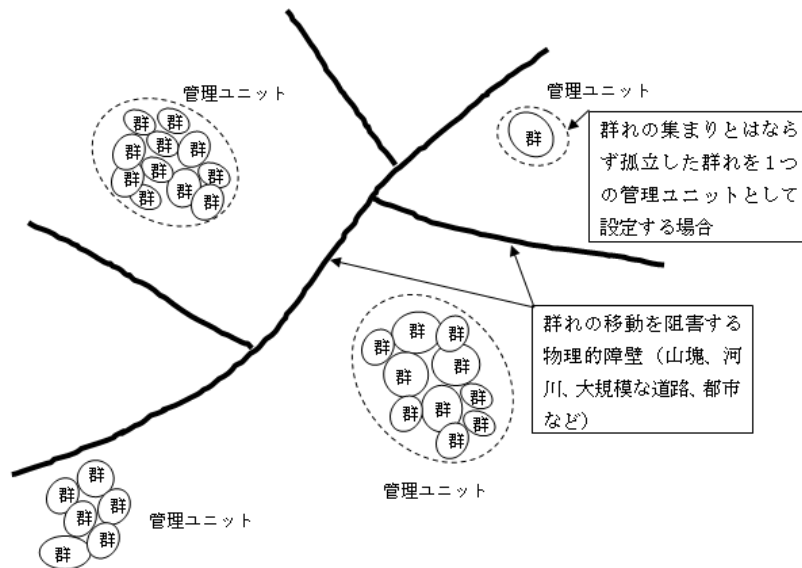 管理ユニット
群 群
群 群 群
群 群 群
群 群
群
管理ユニット
群
群れの集まりとはなら
ず孤立した群れを１つ
の管理ユニットとして
設定する場合
群れの移動を阻害する
物理的障壁（山塊、河
川、大規模な道路、都市
など）
群 群
群 群
群 群
群 群
群 群
管理ユニット
群
群 群
群 群
群
管理ユニット